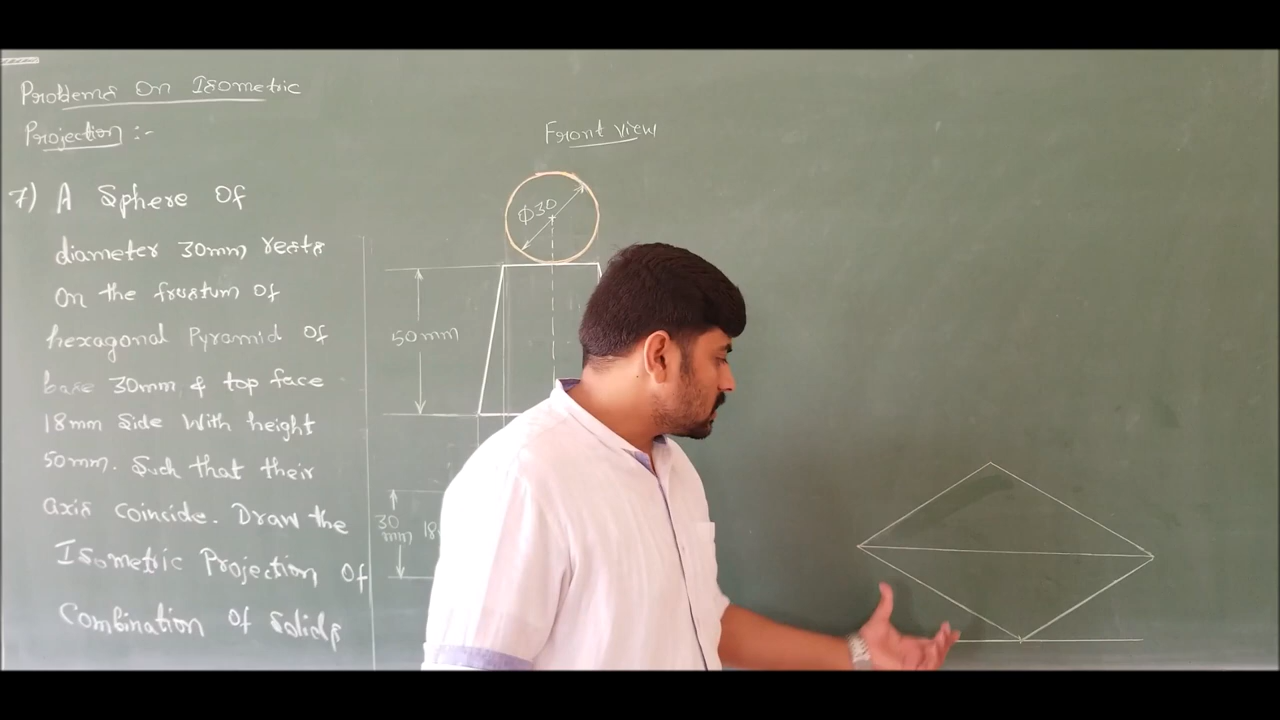 Problems On Isometric
Projection :-
7) A Sphere Of
diameter 30mm rests
On the frustum of
hexagonal Pyramid Of
base 30mm & top face
18mm Side With height
50mm. Such that their
axis coincide. Draw the
Isometric Projection Of
Combination Of Solids
Front View
Φ30
50mm
30
mm
18